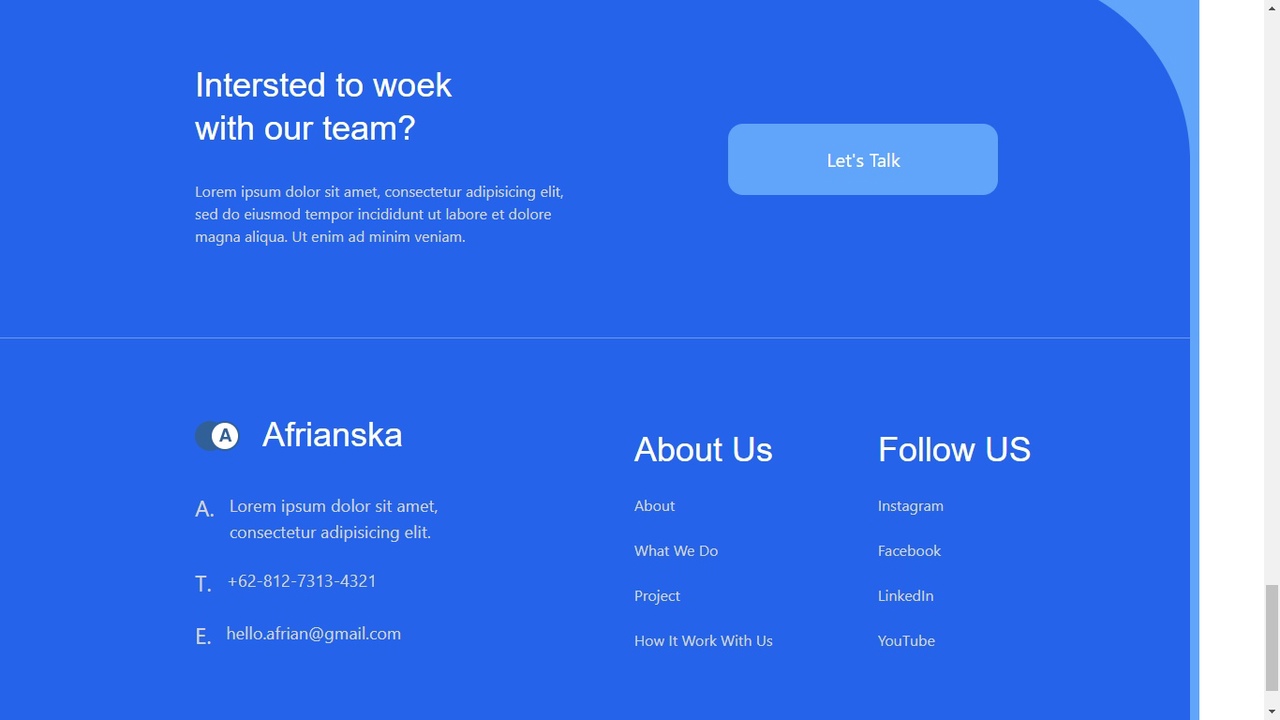 Intersted to woek
with our team?
Lorem ipsum dolor sit amet, consectetur adipisicing elit,
sed do eiusmod tempor incididunt ut labore et dolore
magna aliqua. Ut enim ad minim veniam.
Let's Talk
A Afrianska
A. Lorem ipsum dolor sit amet,
consectetur adipisicing elit.
T. +62-812-7313-4321
E. hello.afrian@gmail.com
About Us
About
What We Do
Project
How It Work With Us
Follow US
Instagram
Facebook
LinkedIn
YouTube